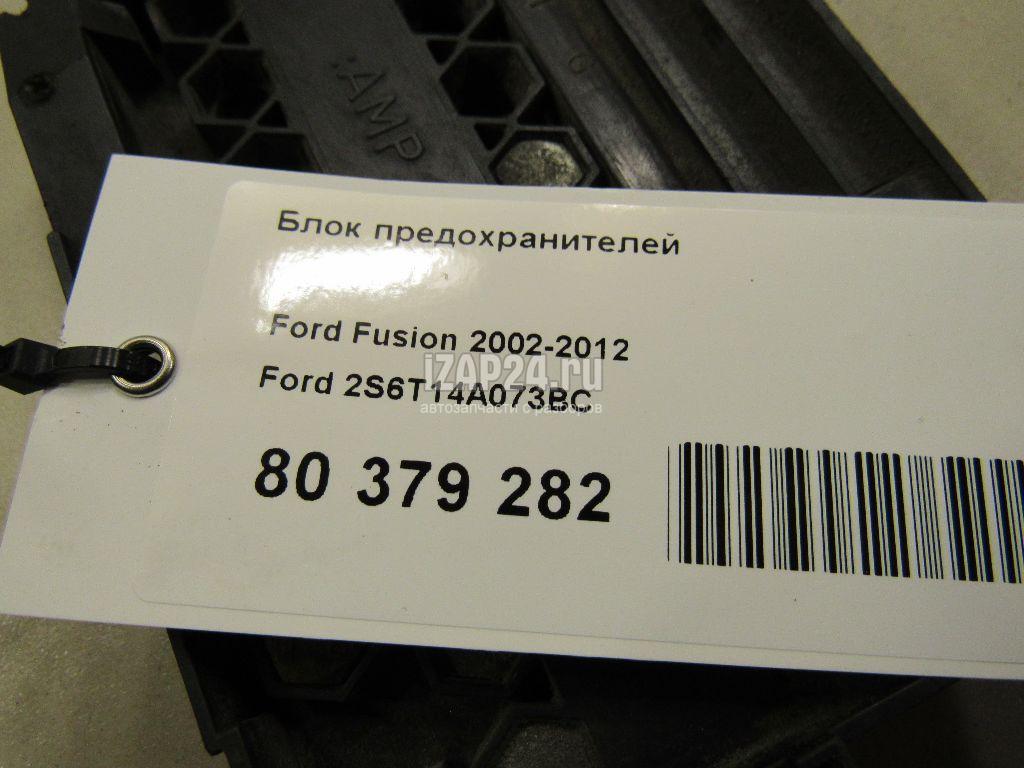 :AMP
Блок предохранителей
Ford Fusion 2002-2012
iZAP24.ru
Ford 2S6T14A073BC
автозапчасти с разборов
80 379 282